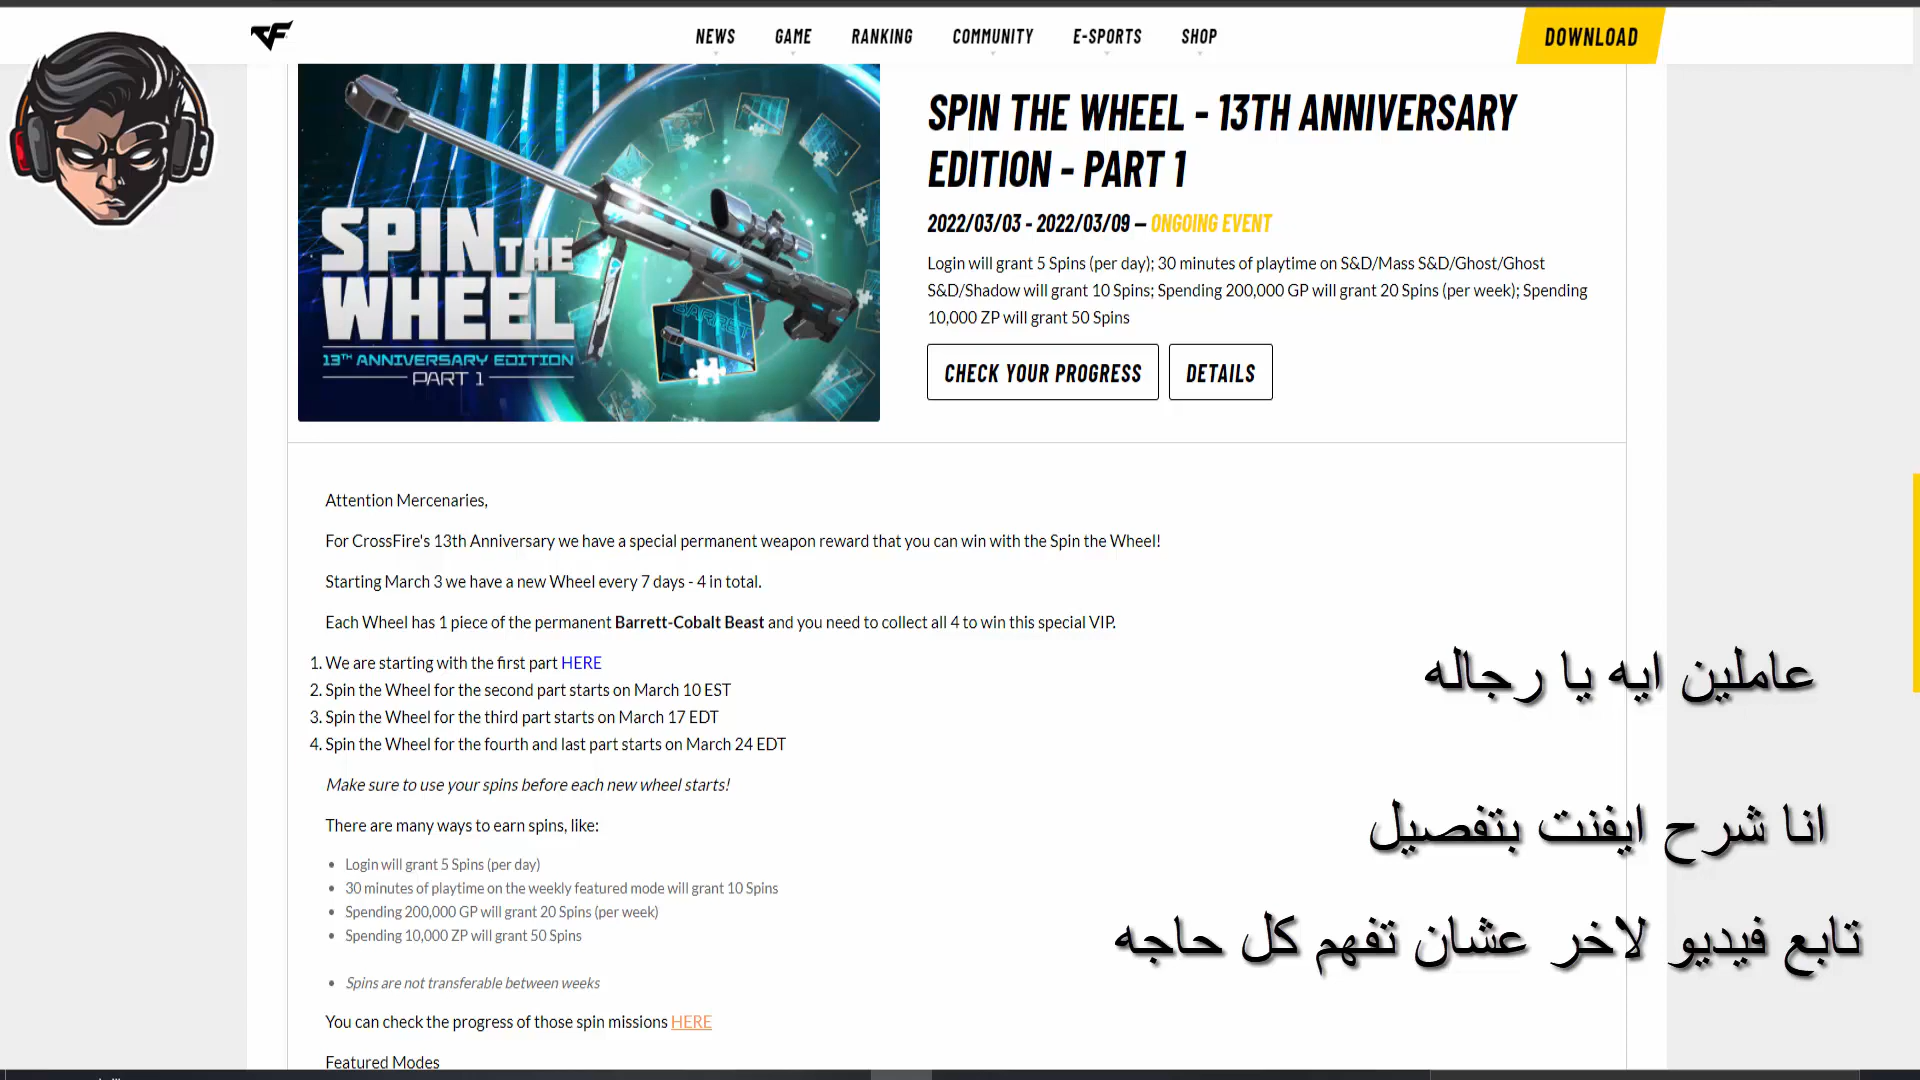 CF
NEWS GAME RANKING COMMUNITY E-SPORTS SHOP
DOWNLOAD
SPIN THE
WHEEL
13TH ANNIVERSARY EDITION
PART 1
BARRETT
SPIN THE WHEEL - 13TH ANNIVERSARY
EDITION - PART 1
2022/03/03 - 2022/03/09 — ONGOING EVENT
Login will grant 5 Spins (per day); 30 minutes of playtime on S&D/Mass S&D/Ghost/Ghost
S&D/Shadow will grant 10 Spins; Spending 200,000 GP will grant 20 Spins (per week); Spending
10,000 ZP will grant 50 Spins
CHECK YOUR PROGRESS DETAILS
Attention Mercenaries,
For CrossFire's 13th Anniversary we have a special permanent weapon reward that you can win with the Spin the Wheel!
Starting March 3 we have a new Wheel every 7 days - 4 in total.
Each Wheel has 1 piece of the permanent Barrett-Cobalt Beast and you need to collect all 4 to win this special VIP.
1. We are starting with the first part HERE
2. Spin the Wheel for the second part starts on March 10 EST
3. Spin the Wheel for the third part starts on March 17 EDT
4. Spin the Wheel for the fourth and last part starts on March 24 EDT
Make sure to use your spins before each new wheel starts!
There are many ways to earn spins, like:
• Login will grant 5 Spins (per day)
• 30 minutes of playtime on the weekly featured mode will grant 10 Spins
• Spending 200,000 GP will grant 20 Spins (per week)
• Spending 10,000 ZP will grant 50 Spins
• Spins are not transferable between weeks
You can check the progress of those spin missions HERE
Featured Modes
عاملين ايه يا رجاله
انا شرح ايفنت بتفصيل
تابع فيديو لاخر عشان تفهم كل حاجه